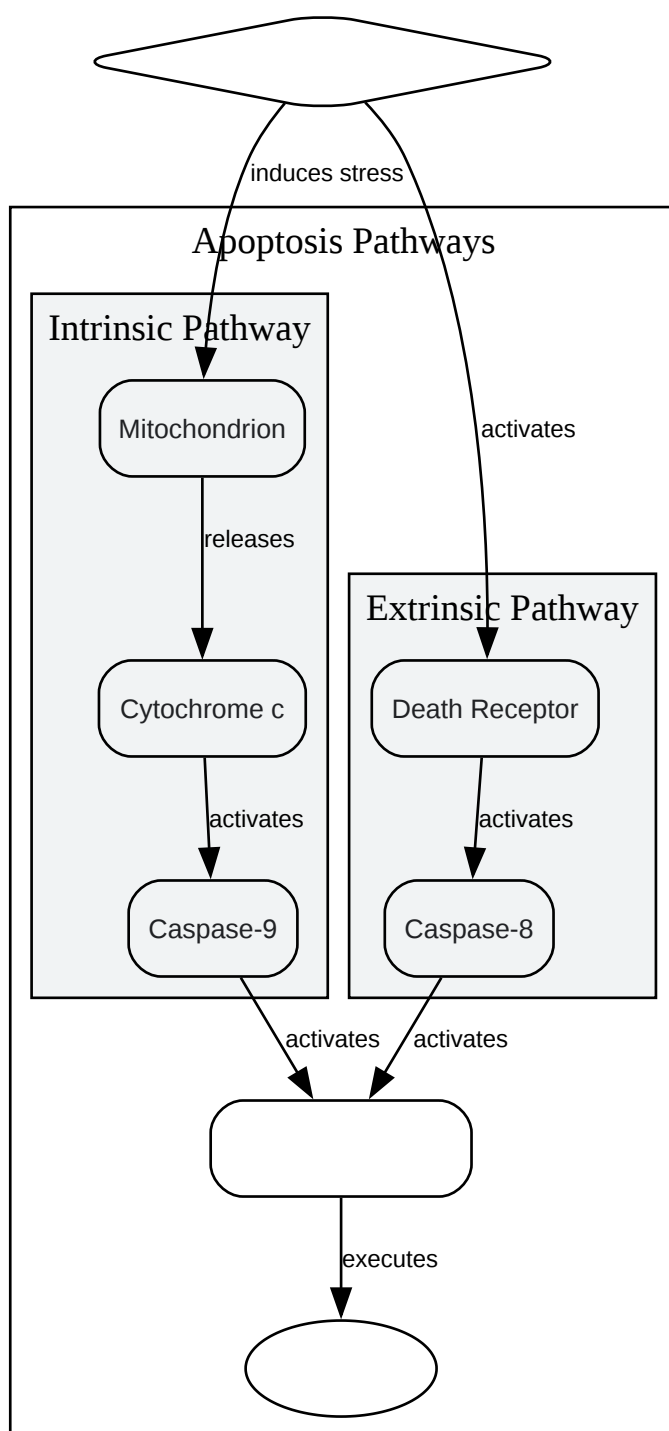 induces stress
Apoptosis Pathways
Intrinsic Pathway
Mitochondrion
activates
releases
Extrinsic Pathway
Cytochrome c
Death Receptor
activates
activates
Caspase-9
Caspase-8
activates
activates
executes